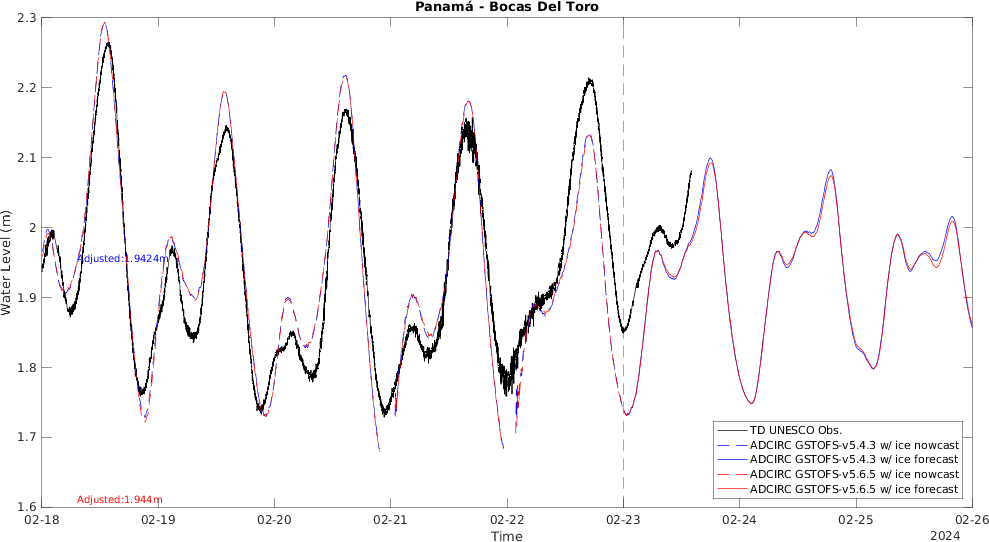 Panamá - Bocas Del Toro
2.3
2.2
2.1
2
1.9
1.8
1.7
1.6
Water Level (m)
Adjusted:1.9424m
Adjusted:1.944m
TD UNESCO Obs.
ADCIRC GSTOFS-v5.4.3 w/ ice nowcast
ADCIRC GSTOFS-v5.4.3 w/ ice forecast
ADCIRC GSTOFS-v5.6.5 w/ ice nowcast
ADCIRC GSTOFS-v5.6.5 w/ ice forecast
02-18 02-19 02-20 02-21 02-22 02-23 02-24 02-25 02-26
Time
2024